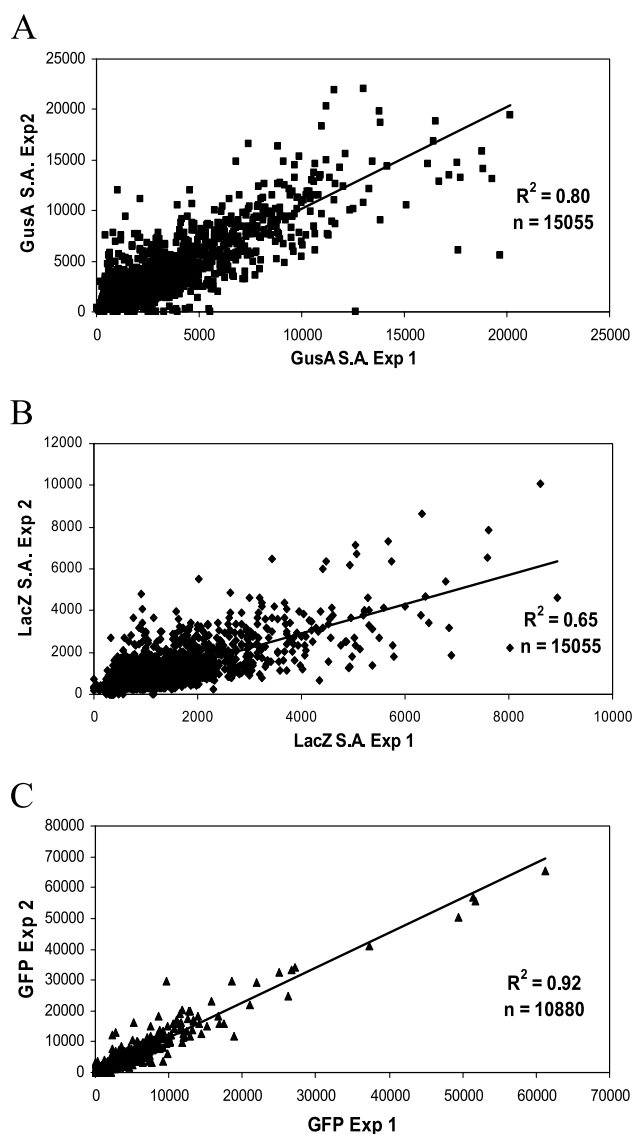 A
25000
20000
15000
10000
5000
0
GusA S.A. Exp2
R² = 0.80
n = 15055
0 5000 10000 15000 20000 25000
GusA S.A. Exp 1
B
12000
10000
8000
6000
4000
2000
0
LacZ S.A. Exp 2
R² = 0.65
n = 15055
0 2000 4000 6000 8000 10000
LacZ S.A. Exp 1
C
80000
70000
60000
50000
40000
30000
20000
10000
0
GFP Exp 2
R² = 0.92
n = 10880
0 10000 20000 30000 40000 50000 60000 70000
GFP Exp 1